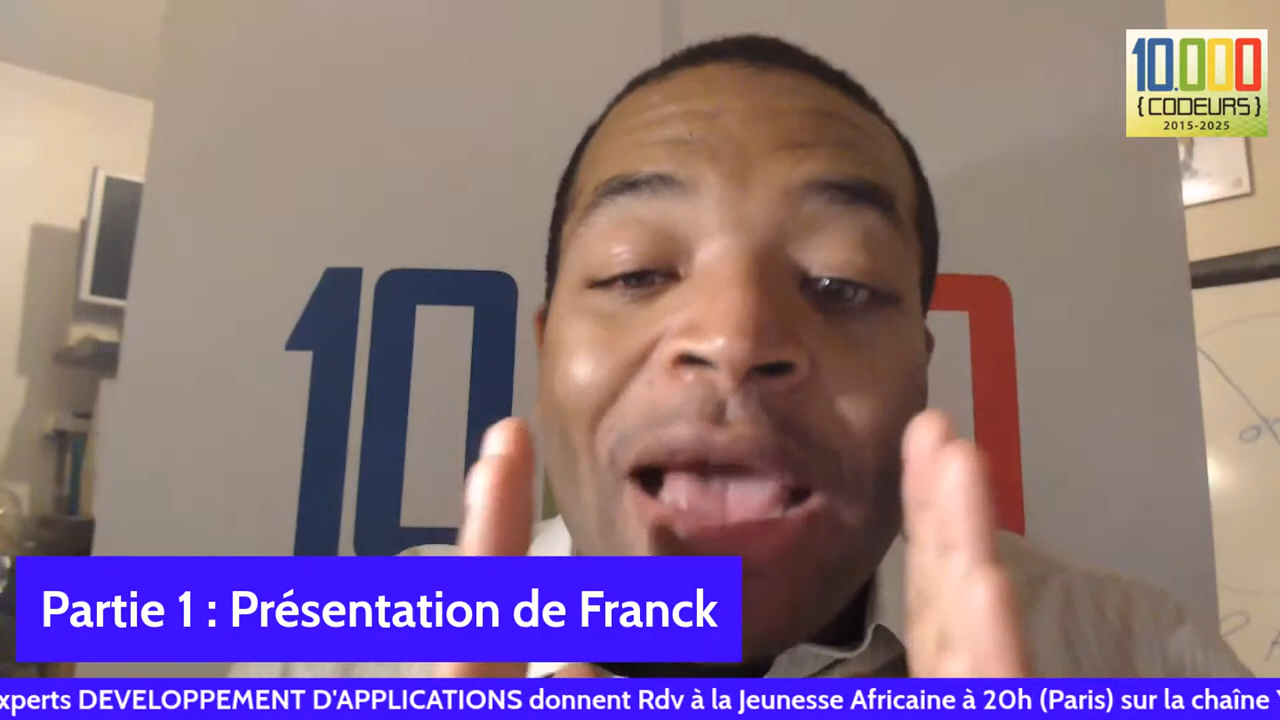 10.000
{CODEURS}
2015-2025
10
Partie 1 : Présentation de Franck
xperts DEVELOPPEMENT D'APPLICATIONS donnent Rdv à la Jeunesse Africaine à 20h (Paris) sur la chaîne